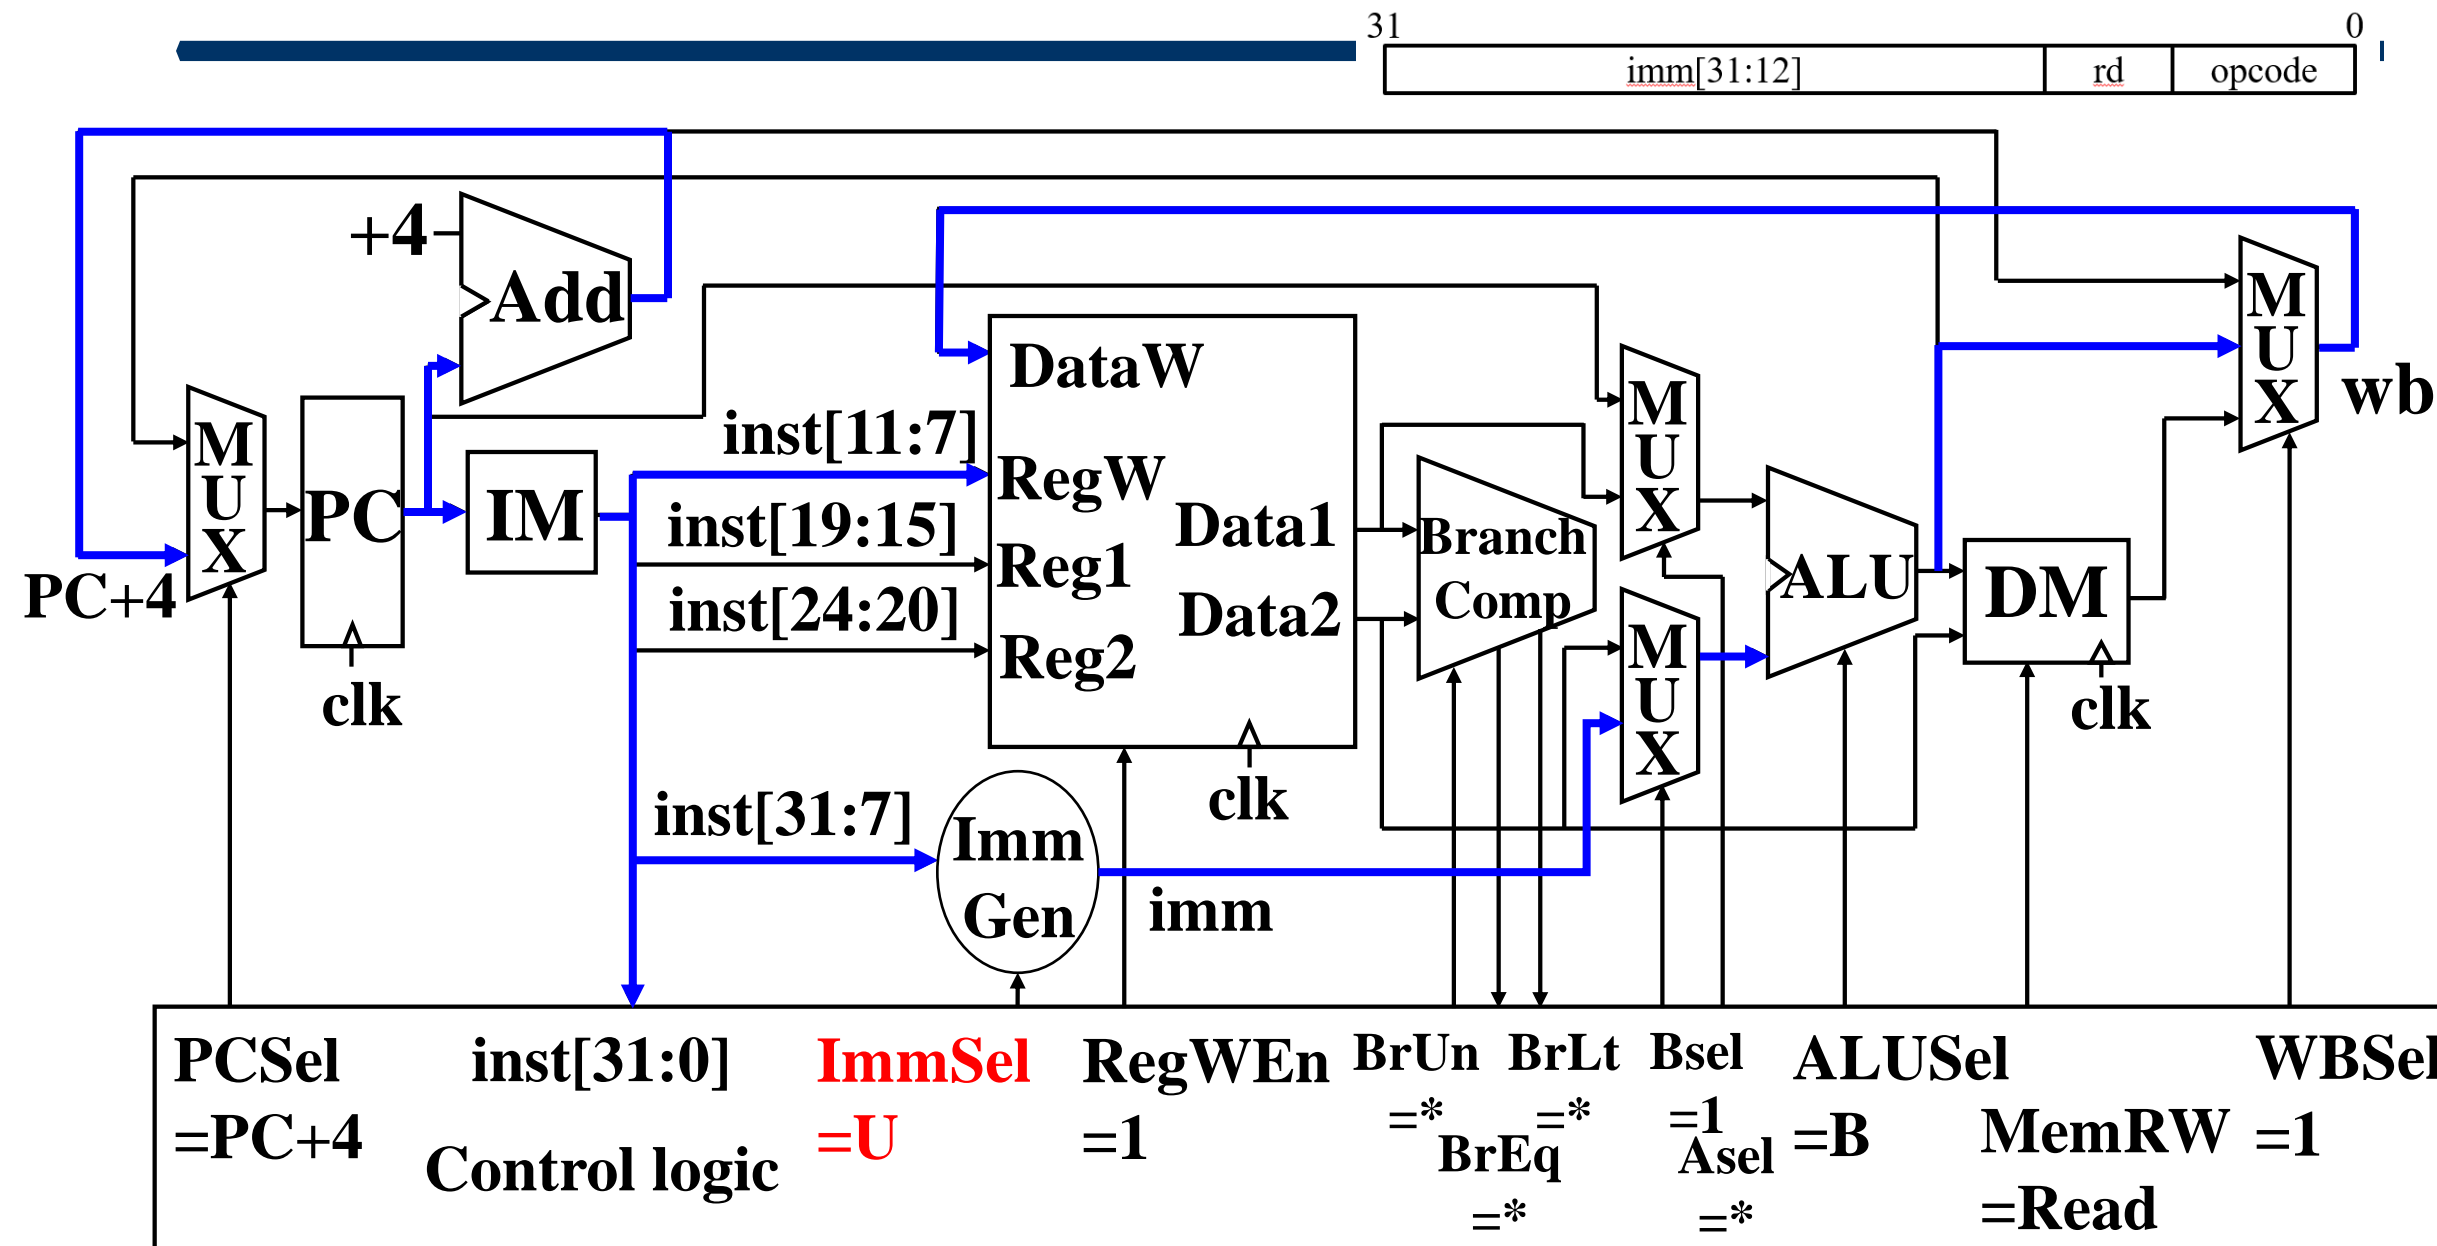 31 0
imm[31:12] rd opcode
+4
Add
MUX
PC+4
PC
clk
IM
inst[11:7]
inst[19:15]
inst[24:20]
inst[31:7]
DataW
RegW
Reg1
Reg2
Data1
Data2
clk
Imm
Gen
imm
Branch
Comp
MUX
MUX
ALU
DM
clk
MUX
wb
PCSel
=PC+4
inst[31:0]
Control logic
ImmSel
=U
RegWEn
=1
BrUn
=*
BrEq
=*
BrLt
=*
Bsel
=1
Asel
=*
ALUSel
=B
MemRW
=Read
WBSel
=1